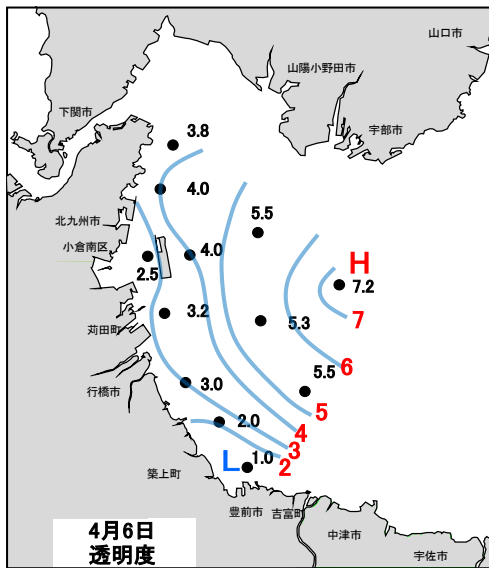 山口市
山陽小野田市
宇部市
下関市
3.8
4.0
北九州市
小倉南区
5.5
4.0
2.5
H
7.2
3.2
5.3
7
苅田町
6
5.5
3.0
行橋市
5
2.0
4
3
L
1.0
2
築上町
豊前市
吉富町
中津市
宇佐市
4月6日
透明度